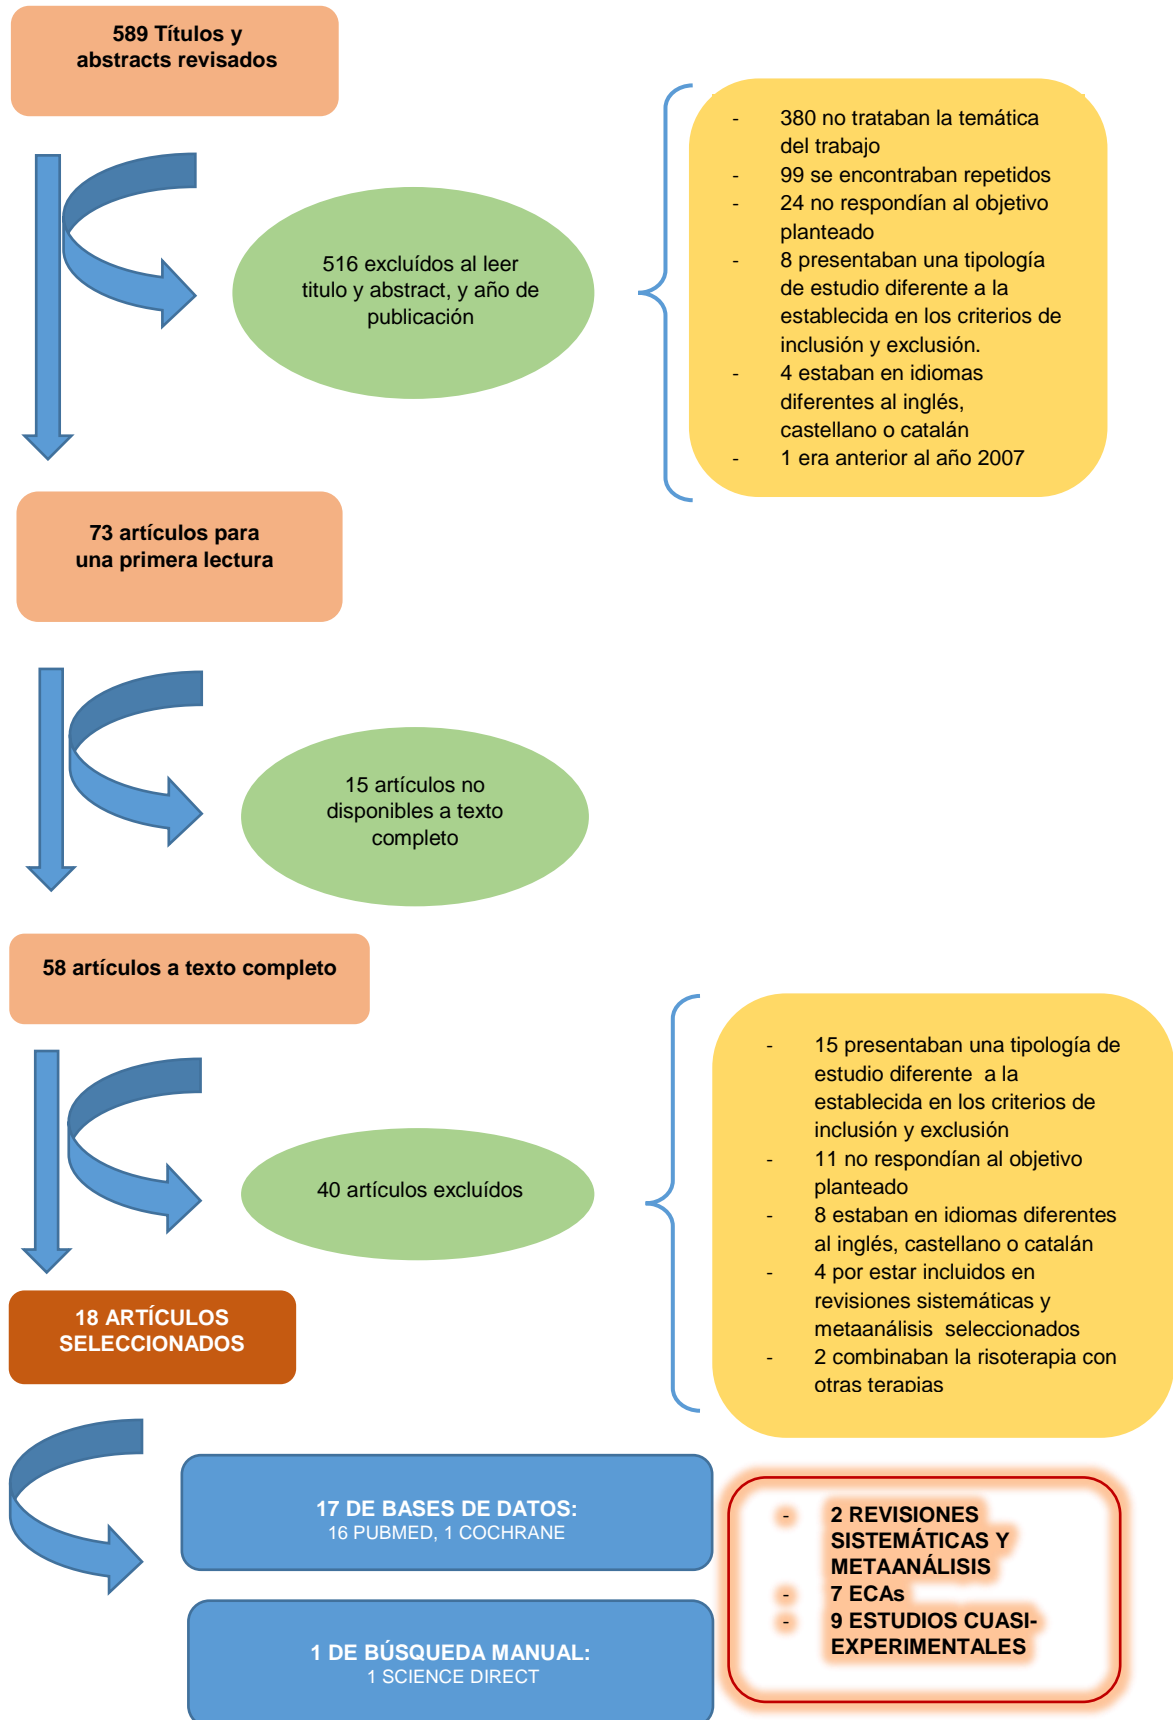 589 Títulos y
abstracts revisados
- 380 no trataban la temática
del trabajo
- 99 se encontraban repetidos
- 24 no respondían al objetivo
planteado
- 8 presentaban una tipología
de estudio diferente a la
establecida en los criterios de
inclusión y exclusión.
- 4 estaban en idiomas
diferentes al inglés,
castellano o catalán
- 1 era anterior al año 2007
516 excluídos al leer
titulo y abstract, y año de
publicación
73 artículos para
una primera lectura
15 artículos no
disponibles a texto
completo
58 artículos a texto completo
- 15 presentaban una tipología de
estudio diferente a la
establecida en los criterios de
inclusión y exclusión
- 11 no respondían al objetivo
planteado
- 8 estaban en idiomas diferentes
al inglés, castellano o catalán
- 4 por estar incluidos en
revisiones sistemáticas y
metaanálisis seleccionados
- 2 combinaban la risoterapia con
otras terapias
40 artículos excluídos
18 ARTÍCULOS
SELECCIONADOS
17 DE BASES DE DATOS:
16 PUBMED, 1 COCHRANE
1 DE BÚSQUEDA MANUAL:
1 SCIENCE DIRECT
- 2 REVISIONES
SISTEMÁTICAS Y
METAANÁLISIS
- 7 ECAs
- 9 ESTUDIOS CUASI-
EXPERIMENTALES